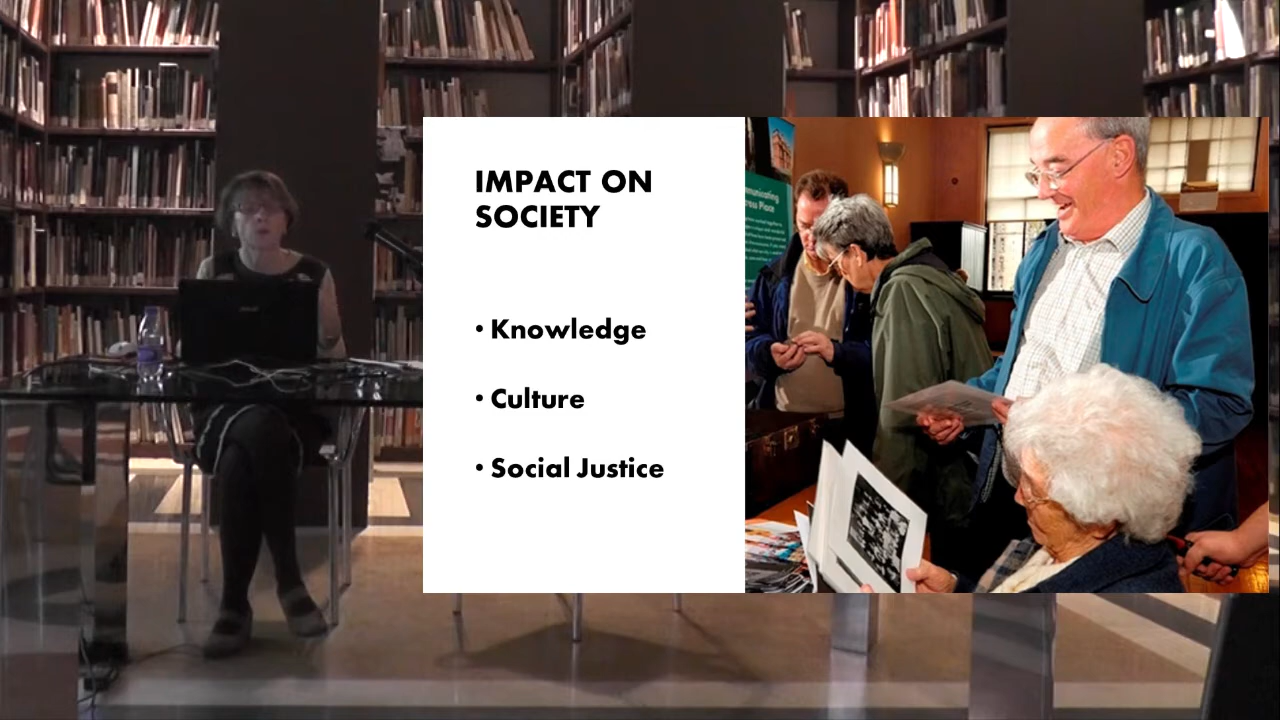 IMPACT ON
SOCIETY
• Knowledge
• Culture
• Social Justice